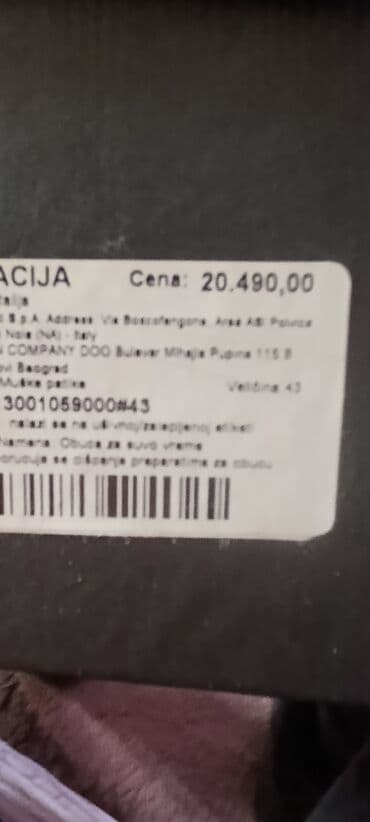 ACIJA Cena: 20.490,00
talija
S.p.A. Address: Via Boscofangone, Area ASI Polvica
Nola (NA) - Italy
N COMPANY DOO Bulevar Mihajla Pupina 115 B
ovi Beograd
Muške patike Veličina: 43
3001059000#43
nalazi se na ušivnoj/zalepljenoj etiketi
Namena: Obuća za suvo vreme
oručuje se čišćenje preparatima za obuću